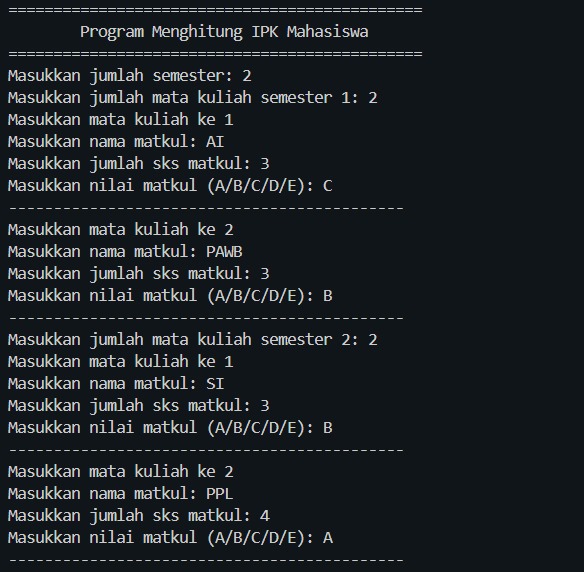 ==============================================
Program Menghitung IPK Mahasiswa
==============================================
Masukkan jumlah semester: 2
Masukkan jumlah mata kuliah semester 1: 2
Masukkan mata kuliah ke 1
Masukkan nama matkul: AI
Masukkan jumlah sks matkul: 3
Masukkan nilai matkul (A/B/C/D/E): C
--------------------------------------------
Masukkan mata kuliah ke 2
Masukkan nama matkul: PAWB
Masukkan jumlah sks matkul: 3
Masukkan nilai matkul (A/B/C/D/E): B
--------------------------------------------
Masukkan jumlah mata kuliah semester 2: 2
Masukkan mata kuliah ke 1
Masukkan nama matkul: SI
Masukkan jumlah sks matkul: 3
Masukkan nilai matkul (A/B/C/D/E): B
--------------------------------------------
Masukkan mata kuliah ke 2
Masukkan nama matkul: PPL
Masukkan jumlah sks matkul: 4
Masukkan nilai matkul (A/B/C/D/E): A
--------------------------------------------